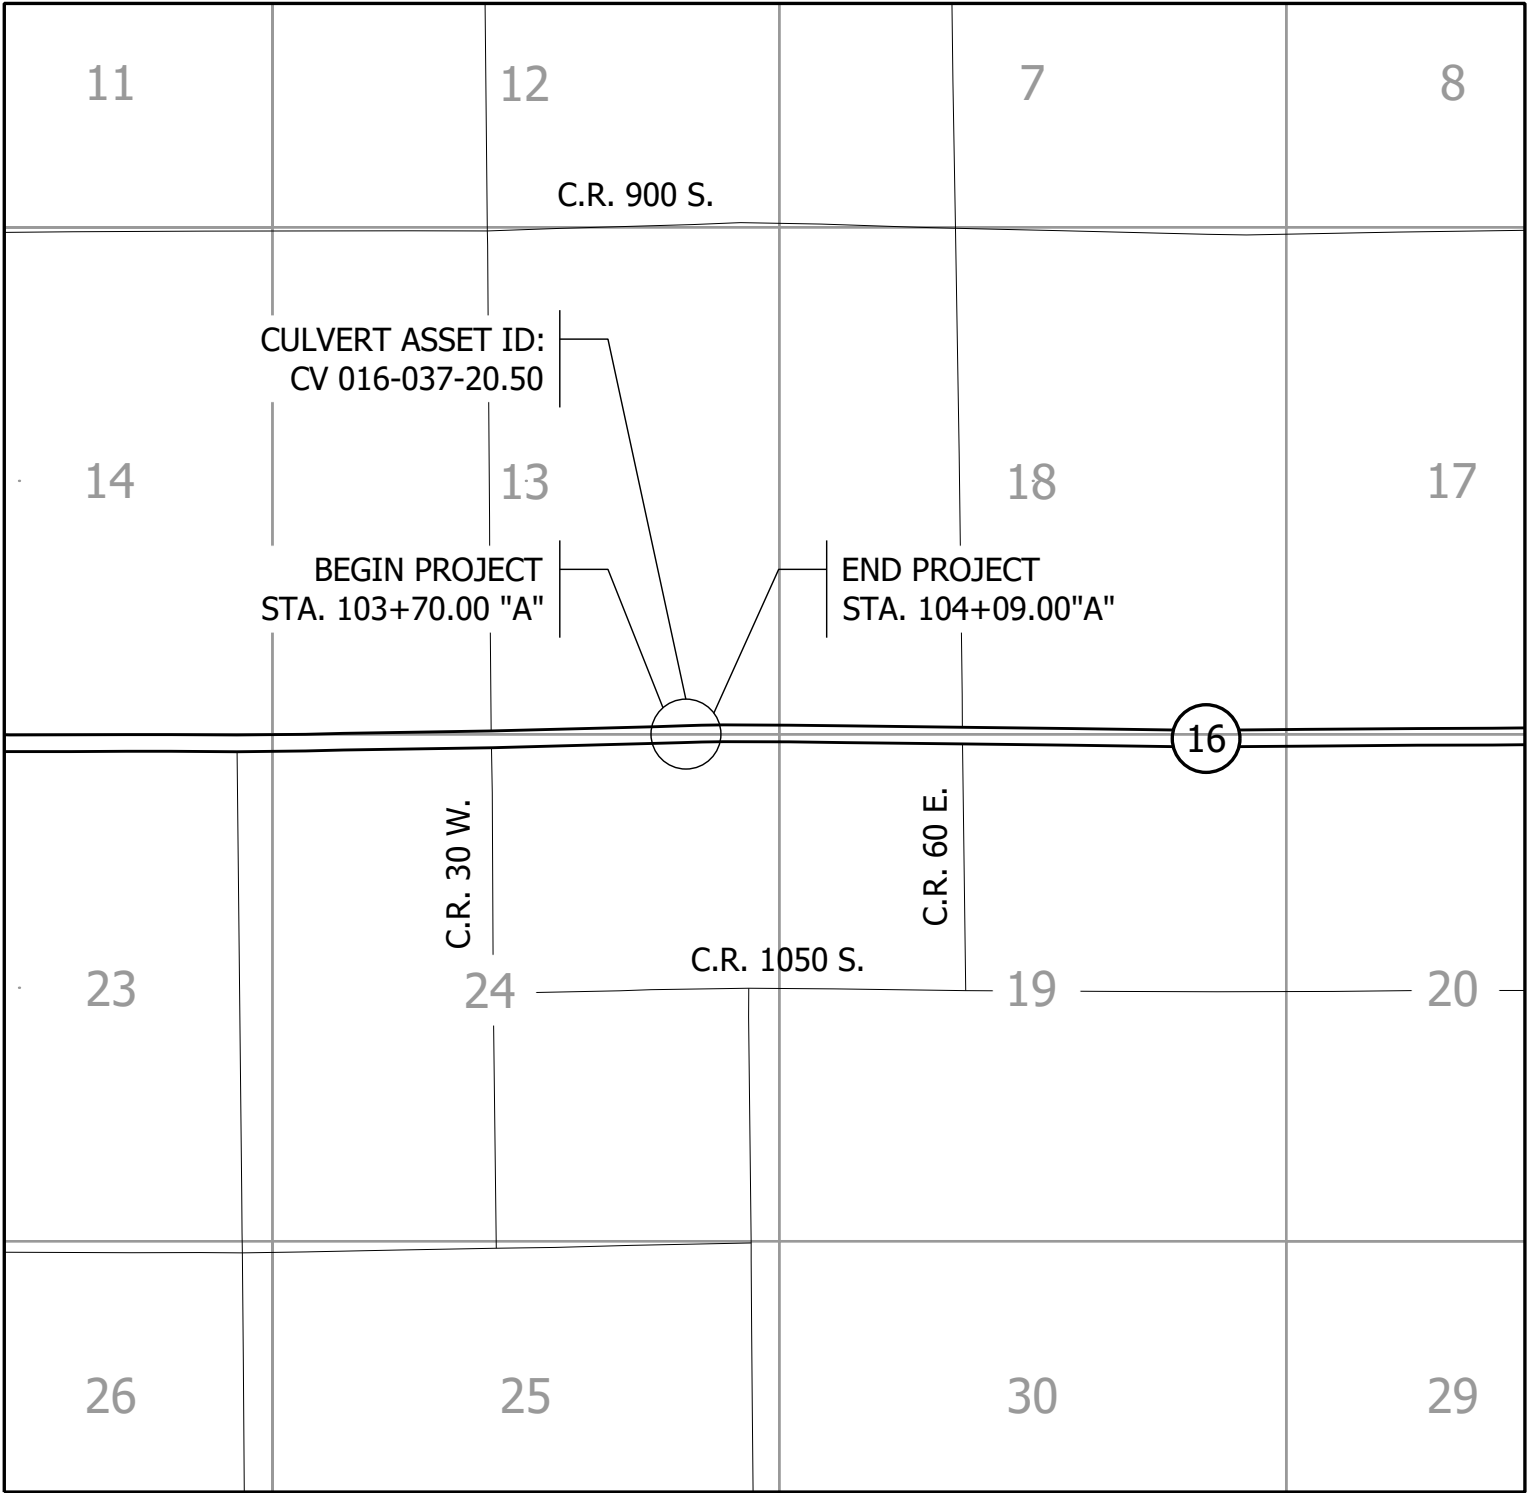 11
12
7
8
C.R. 900 S.
CULVERT ASSET ID:
CV 016-037-20.50
14
13
18
17
BEGIN PROJECT
STA. 103+70.00 "A"
END PROJECT
STA. 104+09.00"A"
16
C.R. 30 W.
C.R. 60 E.
C.R. 1050 S.
23
24
19
20
26
25
30
29